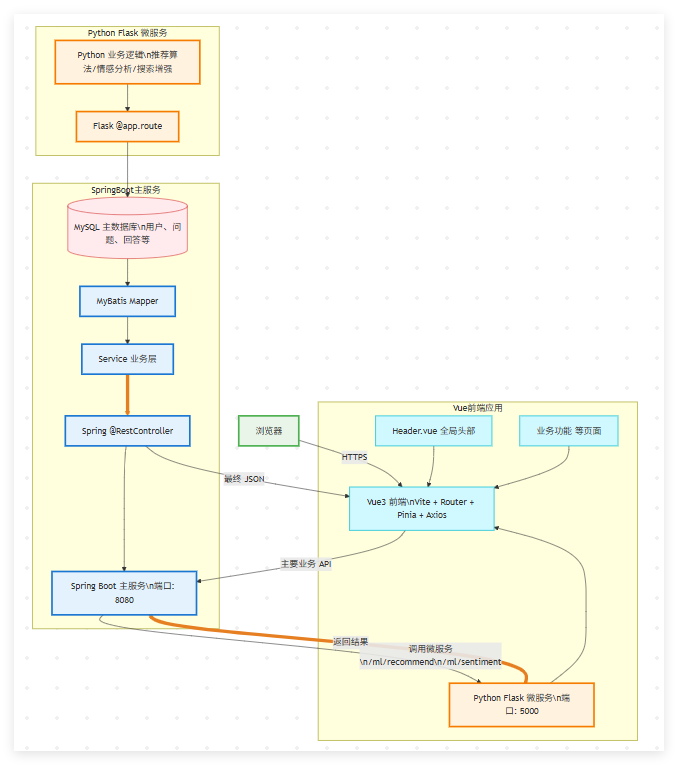 Python Flask 微服务
Python 业务逻辑\n推荐算
法/情感分析/搜索增强
Flask @app.route
SpringBoot主服务
MySQL 主数据库\n用户、问
题、回答等
MyBatis Mapper
Service 业务层
Spring @RestController
浏览器
Vue前端应用
Header.vue 全局头部
业务功能 等页面
HTTPS
最终 JSON
Vue3 前端\nVite + Router +
Pinia + Axios
主要业务 API
Spring Boot 主服务\n端口:
8080
返回结果
调用微服务
\n/ml/recommend\n/ml/sentiment
Python Flask 微服务\n端
口: 5000